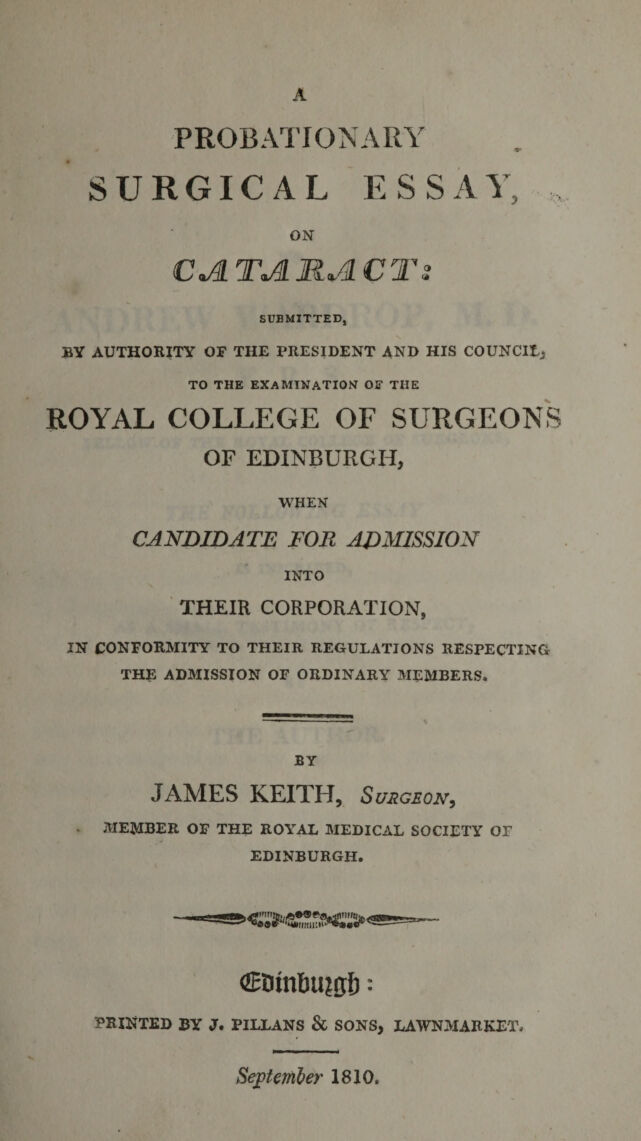 A
PROBATIONARY
SURGICAL ESSAY,
ON
CATARACT:
SUBMITTED,
BY AUTHORITY OF THE PRESIDENT AND HIS COUNCIL,
TO THE EXAMINATION OF THE
ROYAL COLLEGE OF SURGEONS
OF EDINBURGH,
WHEN
CANDIDATE FOR ADMISSION
INTO
THEIR CORPORATION,
IN CONFORMITY TO THEIR REGULATIONS RESPECTING
THE ADMISSION OF ORDINARY MEMBERS.
BY
JAMES KEITH, SURGEON,
MEMBER OF THE ROYAL MEDICAL SOCIETY OF
EDINBURGH.
Edinburgh:
PRINTED BY J. PILLANS & SONS, LAWNMARKET.
September 1810.